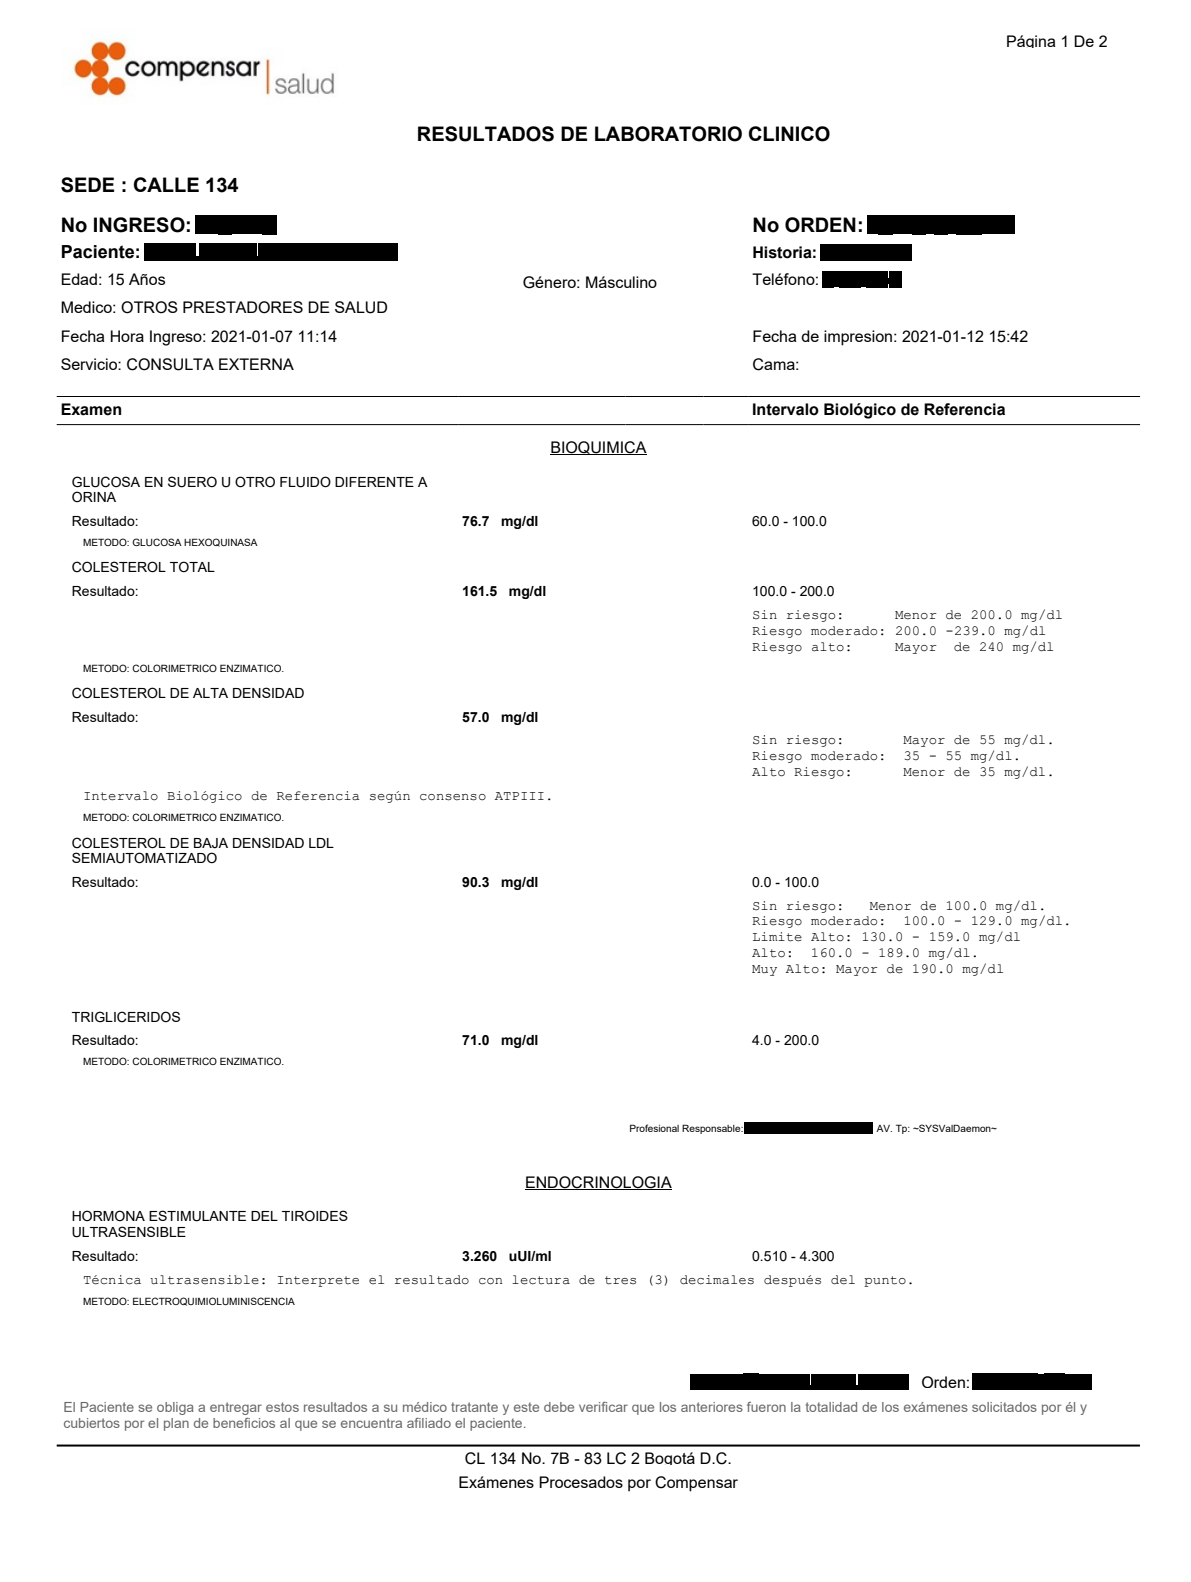 compensar salud
Página 1 De 2
RESULTADOS DE LABORATORIO CLINICO
SEDE : CALLE 134
No INGRESO: No ORDEN:
Paciente: Historia:
Edad: 15 Años Género: Másculino Teléfono:
Medico: OTROS PRESTADORES DE SALUD
Fecha Hora Ingreso: 2021-01-07 11:14 Fecha de impresion: 2021-01-12 15:42
Servicio: CONSULTA EXTERNA Cama:
Examen Intervalo Biológico de Referencia
BIOQUIMICA
GLUCOSA EN SUERO U OTRO FLUIDO DIFERENTE A
ORINA
Resultado: 76.7 mg/dl 60.0 - 100.0
METODO: GLUCOSA HEXOQUINASA
COLESTEROL TOTAL
Resultado: 161.5 mg/dl 100.0 - 200.0
Sin riesgo: Menor de 200.0 mg/dl
Riesgo moderado: 200.0 -239.0 mg/dl
Riesgo alto: Mayor de 240 mg/dl
METODO: COLORIMETRICO ENZIMATICO.
COLESTEROL DE ALTA DENSIDAD
Resultado: 57.0 mg/dl
Sin riesgo: Mayor de 55 mg/dl.
Riesgo moderado: 35 - 55 mg/dl.
Alto Riesgo: Menor de 35 mg/dl.
Intervalo Biológico de Referencia según consenso ATPIII.
METODO: COLORIMETRICO ENZIMATICO.
COLESTEROL DE BAJA DENSIDAD LDL
SEMIAUTOMATIZADO
Resultado: 90.3 mg/dl 0.0 - 100.0
Sin riesgo: Menor de 100.0 mg/dl.
Riesgo moderado: 100.0 - 129.0 mg/dl.
Limite Alto: 130.0 - 159.0 mg/dl
Alto: 160.0 - 189.0 mg/dl.
Muy Alto: Mayor de 190.0 mg/dl
TRIGLICERIDOS
Resultado: 71.0 mg/dl 4.0 - 200.0
METODO: COLORIMETRICO ENZIMATICO.
Profesional Responsable: AV. Tp: ~SYSValDaemon~
ENDOCRINOLOGIA
HORMONA ESTIMULANTE DEL TIROIDES
ULTRASENSIBLE
Resultado: 3.260 uUI/ml 0.510 - 4.300
Técnica ultrasensible: Interprete el resultado con lectura de tres (3) decimales después del punto.
METODO: ELECTROQUIMIOLUMINISCENCIA
Orden:
El Paciente se obliga a entregar estos resultados a su médico tratante y este debe verificar que los anteriores fueron la totalidad de los exámenes solicitados por él y
cubiertos por el plan de beneficios al que se encuentra afiliado el paciente.
CL 134 No. 7B - 83 LC 2 Bogotá D.C.
Exámenes Procesados por Compensar